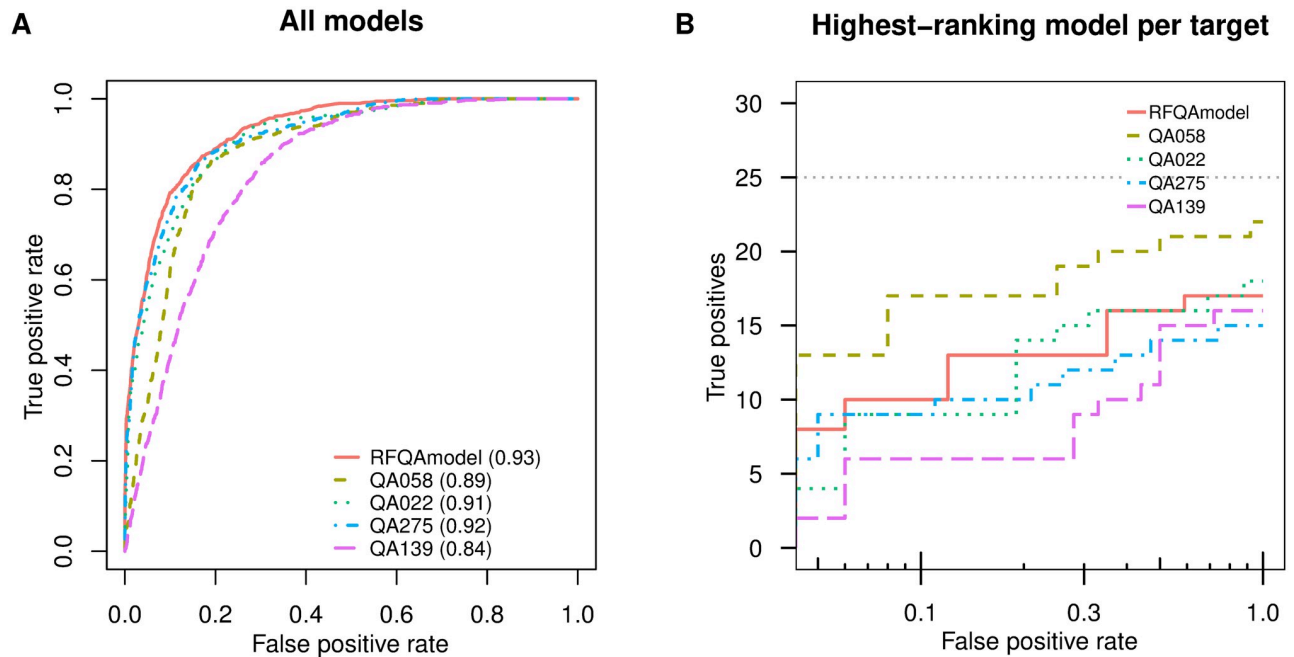 A
All models
True positive rate
1.0
0.8
0.6
0.4
0.2
0.0
RFQAmodel (0.93)
QA058 (0.89)
QA022 (0.91)
QA275 (0.92)
QA139 (0.84)
0.0 0.2 0.4 0.6 0.8 1.0
False positive rate
B
Highest−ranking model per target
True positives
30
25
20
15
10
5
0
RFQAmodel
QA058
QA022
QA275
QA139
0.1 0.3 1.0
False positive rate